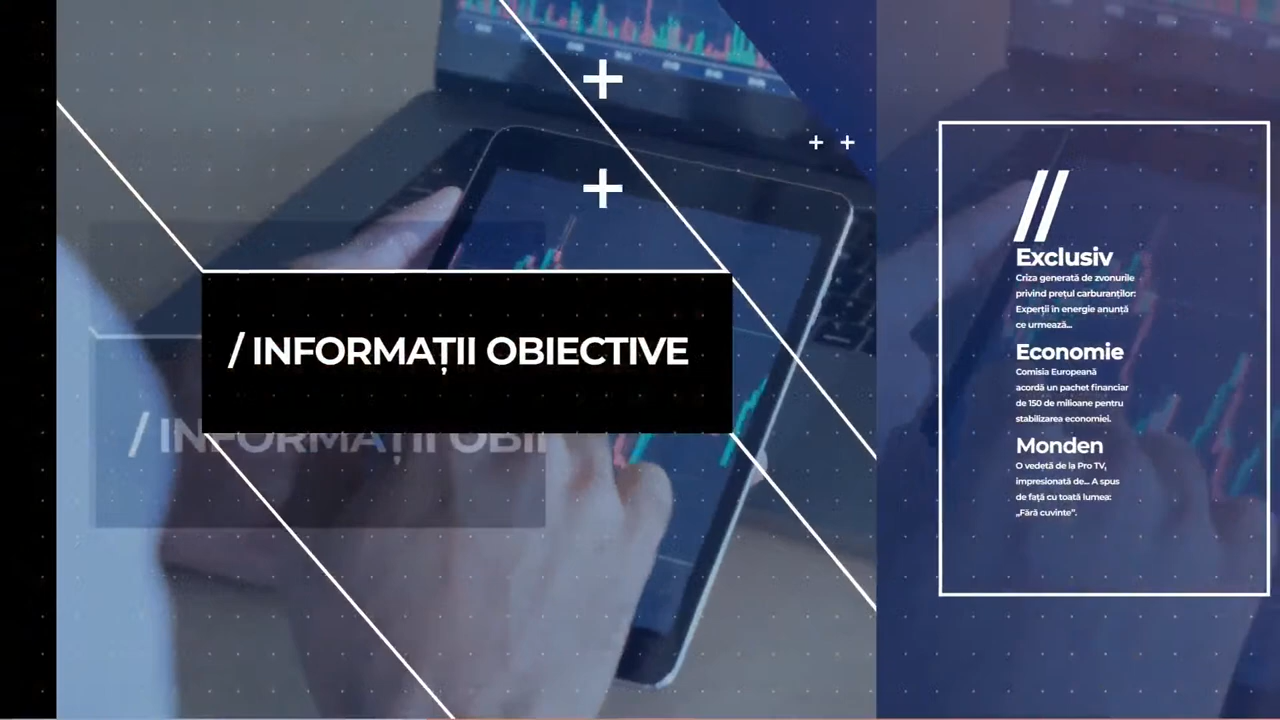 / INFORMAȚII OBIECTIVE
/ INFORMAȚII OBII
//
Exclusiv
Criza generată de zvonurile
privind prețul carburanților:
Experții în energie anunță
ce urmează...
Economie
Comisia Europeană
acordă un pachet financiar
de 150 de milioane pentru
stabilizarea economiei.
Monden
O vedetă de la Pro TV,
impresionată de... A spus
de față cu toată lumea:
„Fără cuvinte”.